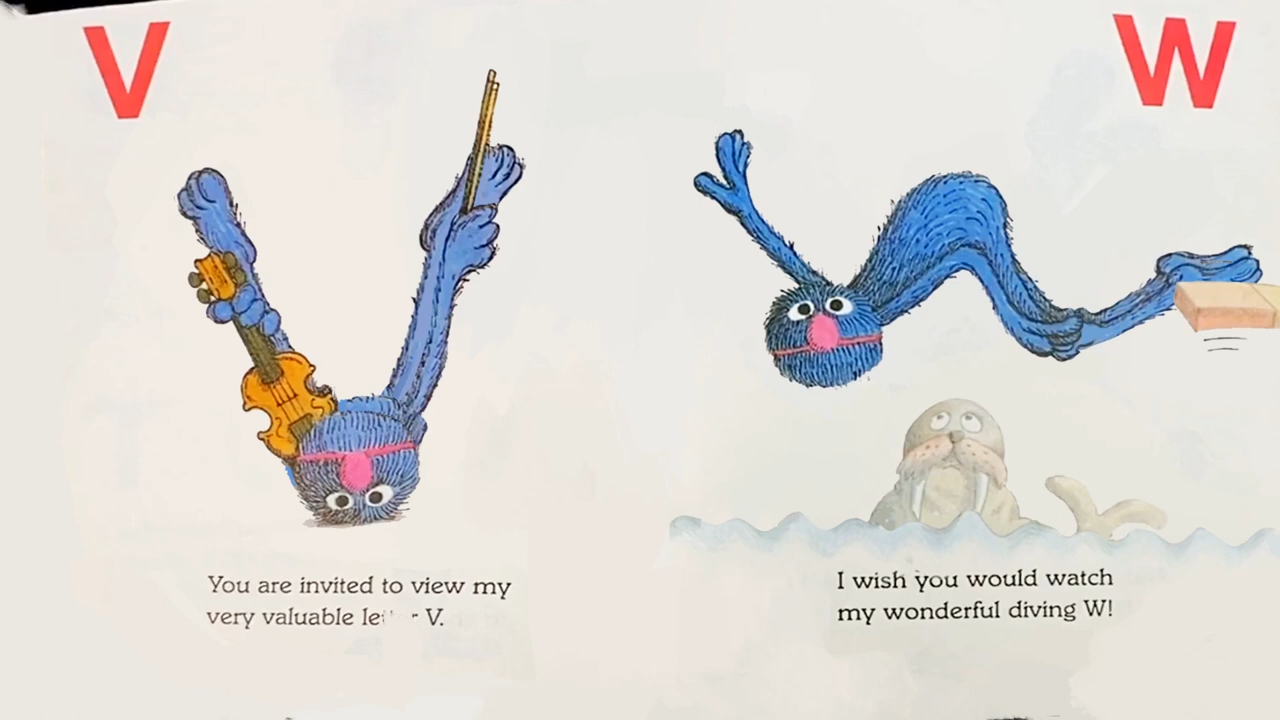 V
You are invited to view my
very valuable V.
W
I wish you would watch
my wonderful diving W!